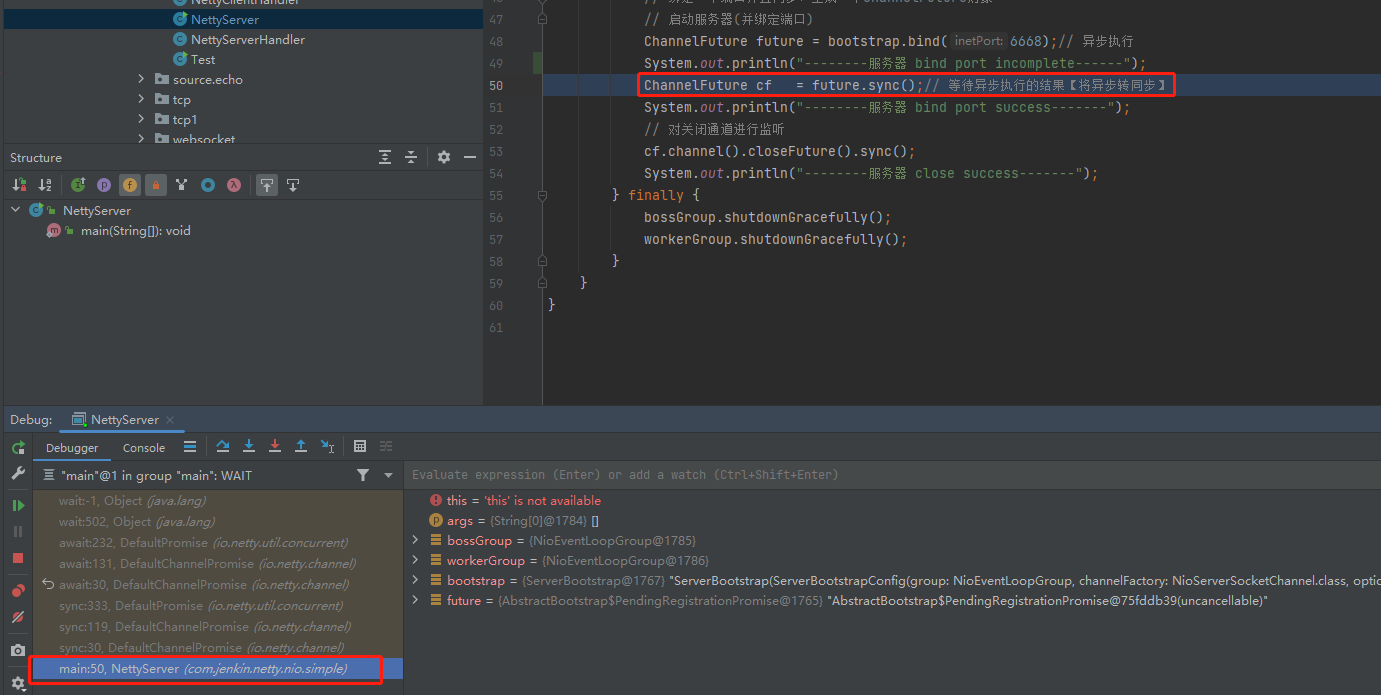 NettyClientHandler
NettyServer
NettyServerHandler
Test
source.echo
tcp
tcp1
websocket
47 // 启动服务器(并绑定端口)
48 ChannelFuture future = bootstrap.bind( inetPort: 6668);// 异步执行
49 System.out.println("--------服务器 bind port incomplete------");
50 ChannelFuture cf   = future.sync();// 等待异步执行的结果【将异步转同步】
51 System.out.println("--------服务器 bind port success-------");
52 // 对关闭通道进行监听
53 cf.channel().closeFuture().sync();
54 System.out.println("--------服务器 close success-------");
55 } finally {
56 bossGroup.shutdownGracefully();
57 workerGroup.shutdownGracefully();
58 }
59 }
60 }
61
Structure
NettyServer
main(String[]): void
Debug: NettyServer
Debugger Console
"main"@1 in group "main": WAIT
wait:-1, Object (java.lang)
wait:502, Object (java.lang)
await:232, DefaultPromise (io.netty.util.concurrent)
await:131, DefaultChannelPromise (io.netty.channel)
await:30, DefaultChannelPromise (io.netty.channel)
sync:333, DefaultPromise (io.netty.util.concurrent)
sync:119, DefaultChannelPromise (io.netty.channel)
sync:30, DefaultChannelPromise (io.netty.channel)
main:50, NettyServer (com.jenkin.netty.nio.simple)
Evaluate expression (Enter) or add a watch (Ctrl+Shift+Enter)
this = 'this' is not available
args = {String[0]@1784} []
bossGroup = {NioEventLoopGroup@1785}
workerGroup = {NioEventLoopGroup@1786}
bootstrap = {ServerBootstrap@1767} "ServerBootstrap(ServerBootstrapConfig(group: NioEventLoopGroup, channelFactory: NioServerSocketChannel.class, optio
future = {AbstractBootstrap$PendingRegistrationPromise@1765} "AbstractBootstrap$PendingRegistrationPromise@75fddb39(uncancellable)"